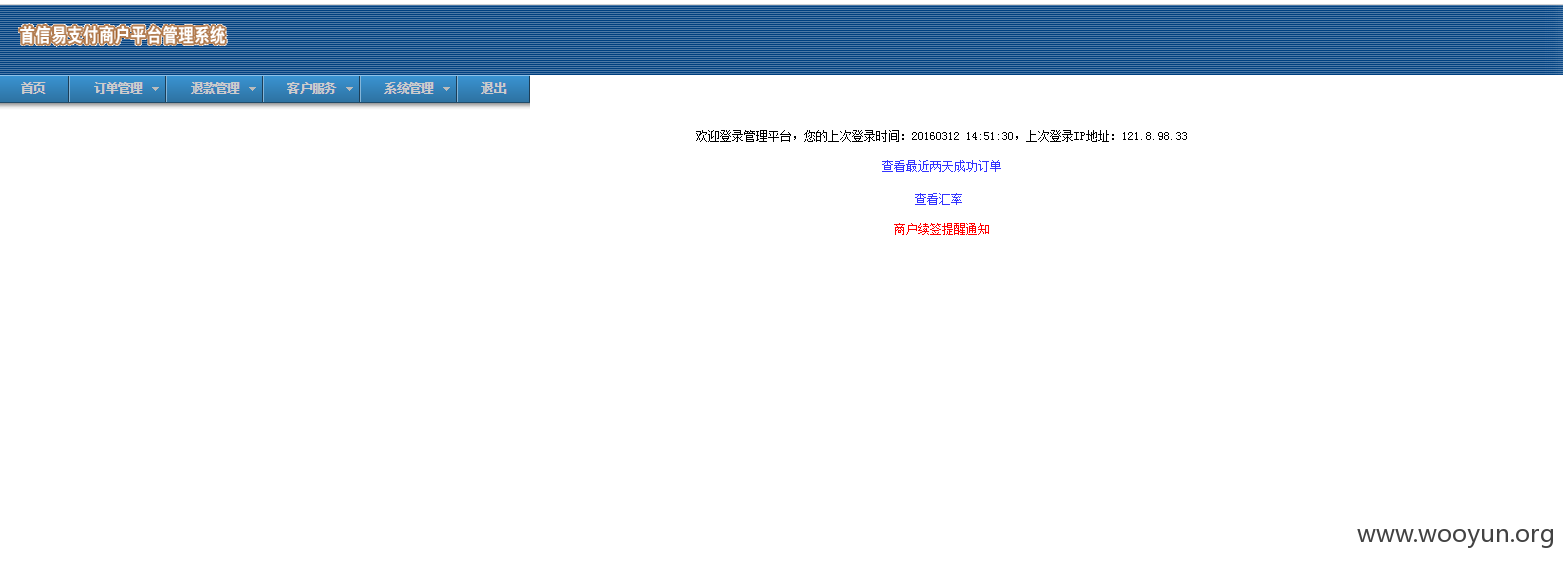 首信易支付商户平台管理系统
首页 订单管理 退款管理 客户服务 系统管理 退出
欢迎登录管理平台，您的上次登录时间：20160312 14:51:30，上次登录IP地址：121.8.98.33
查看最近两天成功订单
查看汇率
商户续签提醒通知
www.wooyun.org